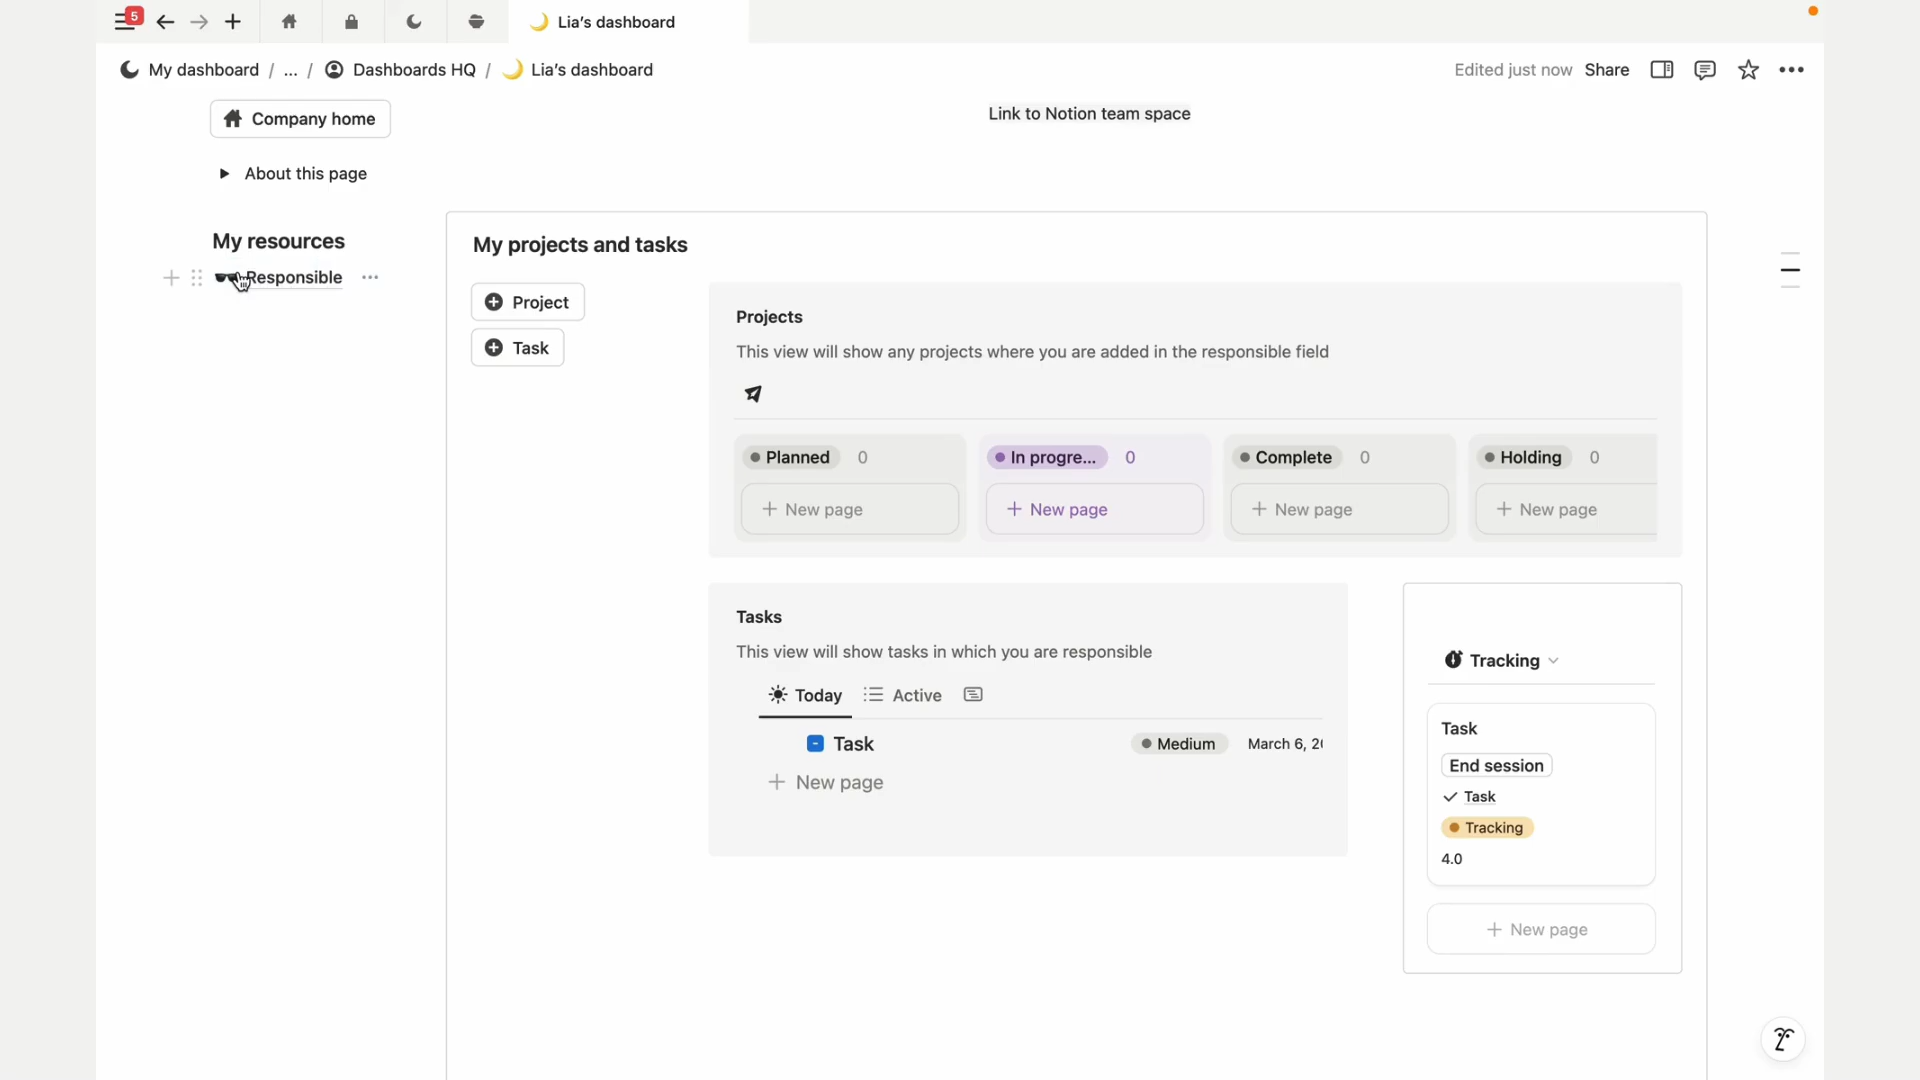 5
Lia's dashboard
My dashboard / ... / Dashboards HQ / Lia's dashboard
Edited just now Share
Company home
Link to Notion team space
About this page
My resources
Responsible
My projects and tasks
Project
Task
Projects
This view will show any projects where you are added in the responsible field
Planned 0
In progre... 0
Complete 0
Holding 0
+ New page
+ New page
+ New page
+ New page
Tasks
This view will show tasks in which you are responsible
Today Active
Task Medium March 6, 2
+ New page
Tracking
Task
End session
Task
Tracking
4.0
+ New page